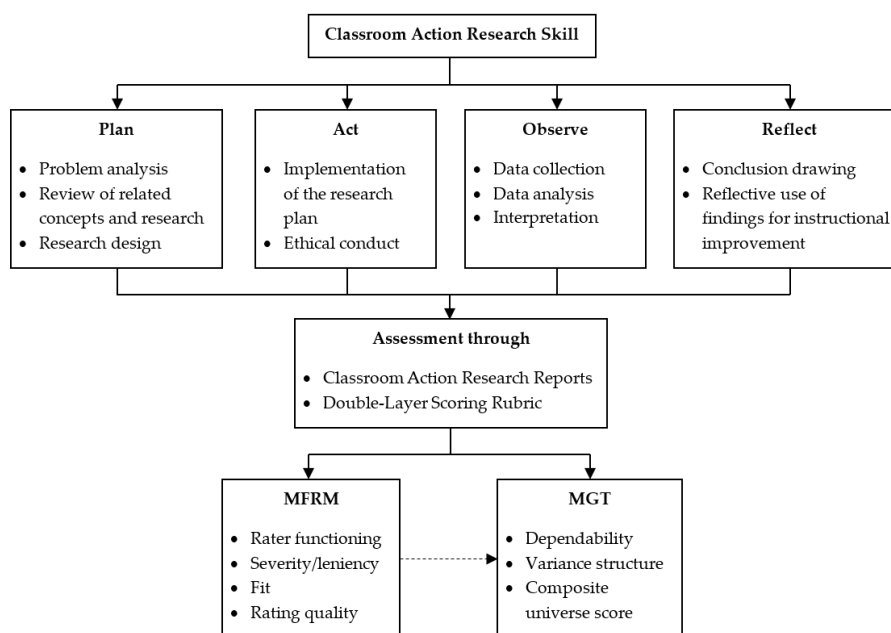 Classroom Action Research Skill
Plan
• Problem analysis
• Review of related
concepts and research
• Research design
Act
• Implementation
of the research
plan
• Ethical conduct
Observe
• Data collection
• Data analysis
• Interpretation
Reflect
• Conclusion drawing
• Reflective use of
findings for instructional
improvement
Assessment through
• Classroom Action Research Reports
• Double-Layer Scoring Rubric
MFRM
• Rater functioning
• Severity/leniency
• Fit
• Rating quality
MGT
• Dependability
• Variance structure
• Composite
universe score